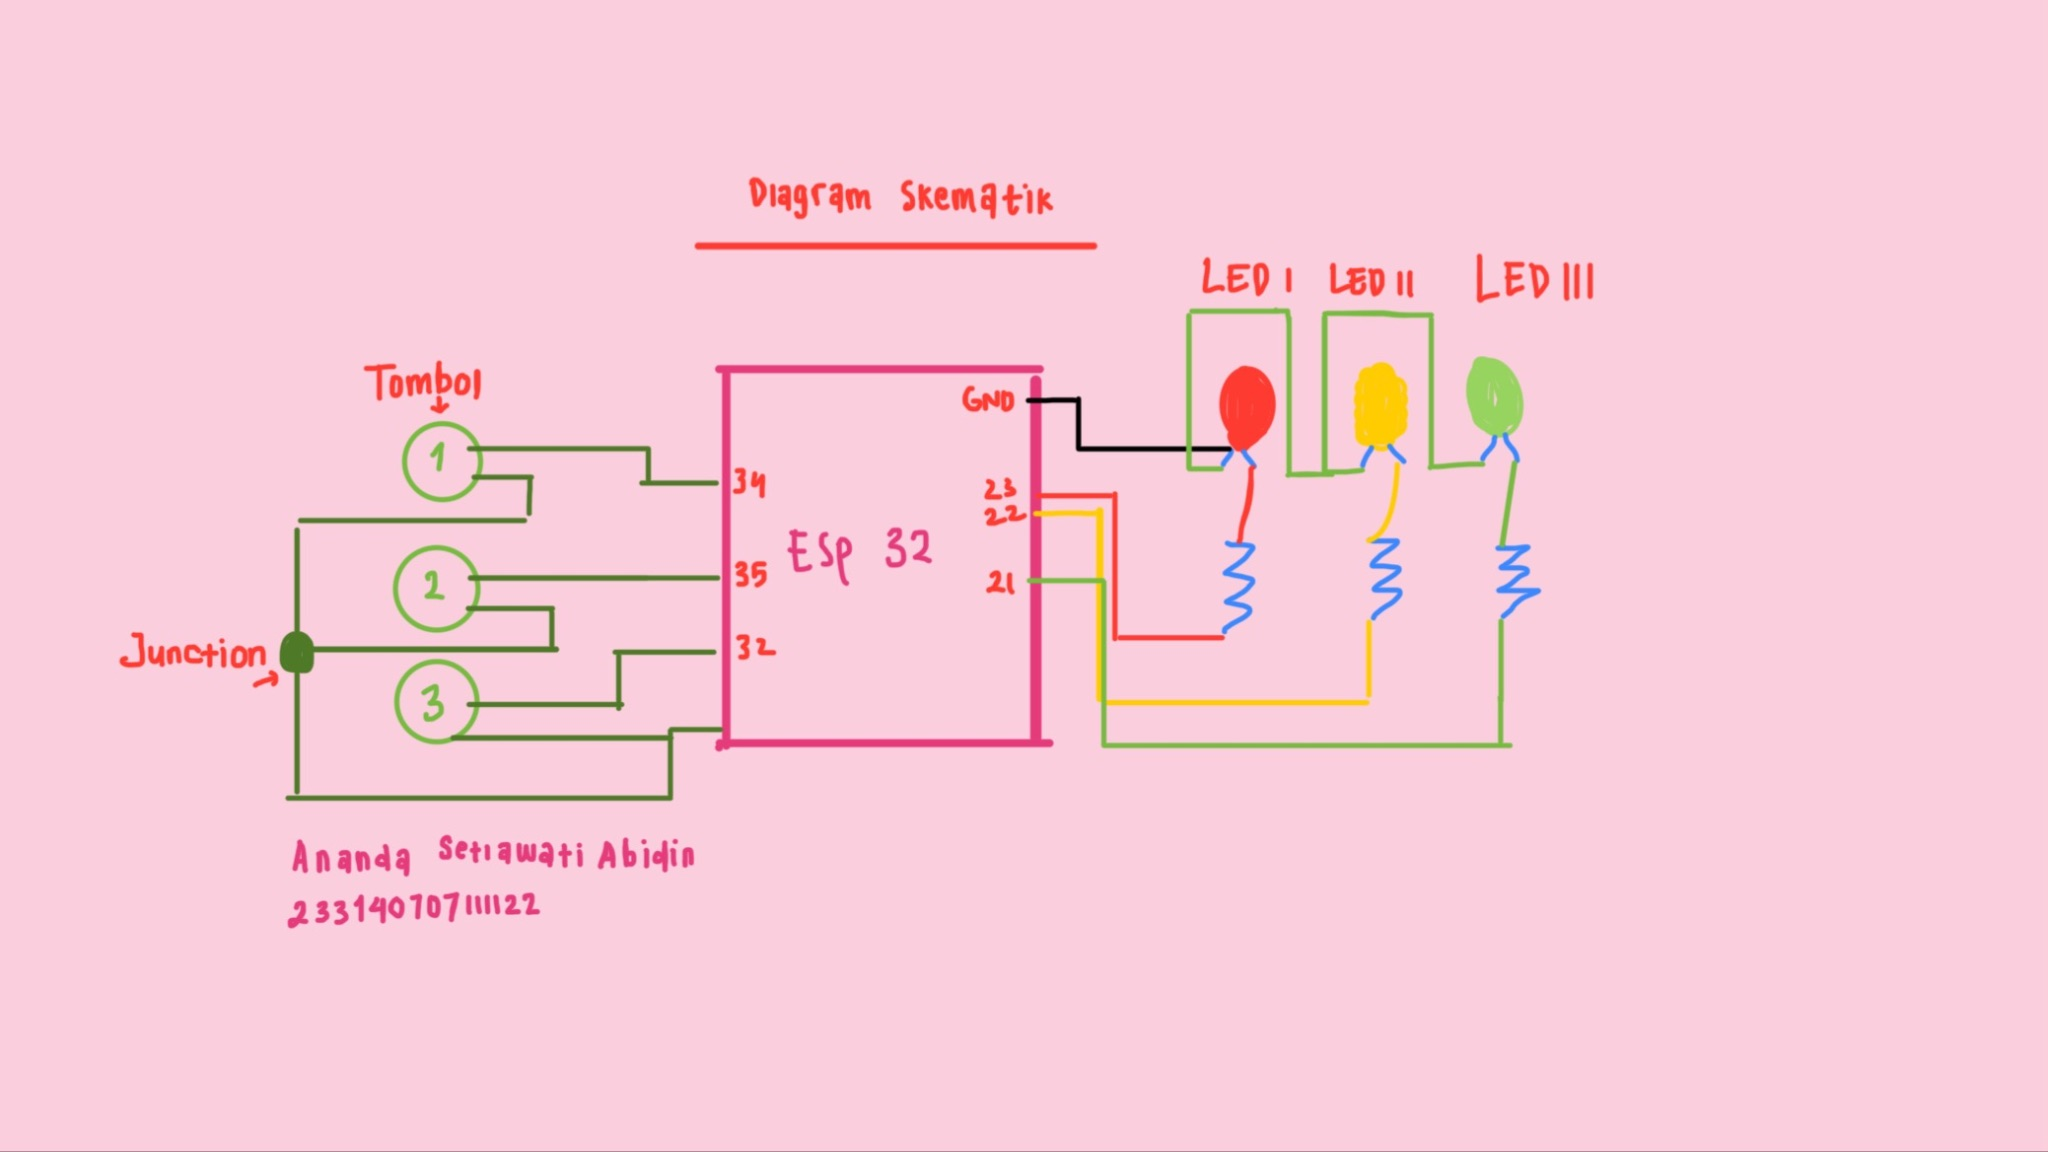 Diagram Skematik
LED I
LED II
LED III
Tombol
1
2
3
Junction
34
35
32
Esp 32
GND
23
22
21
Ananda Setiawati Abidin
233140707111122